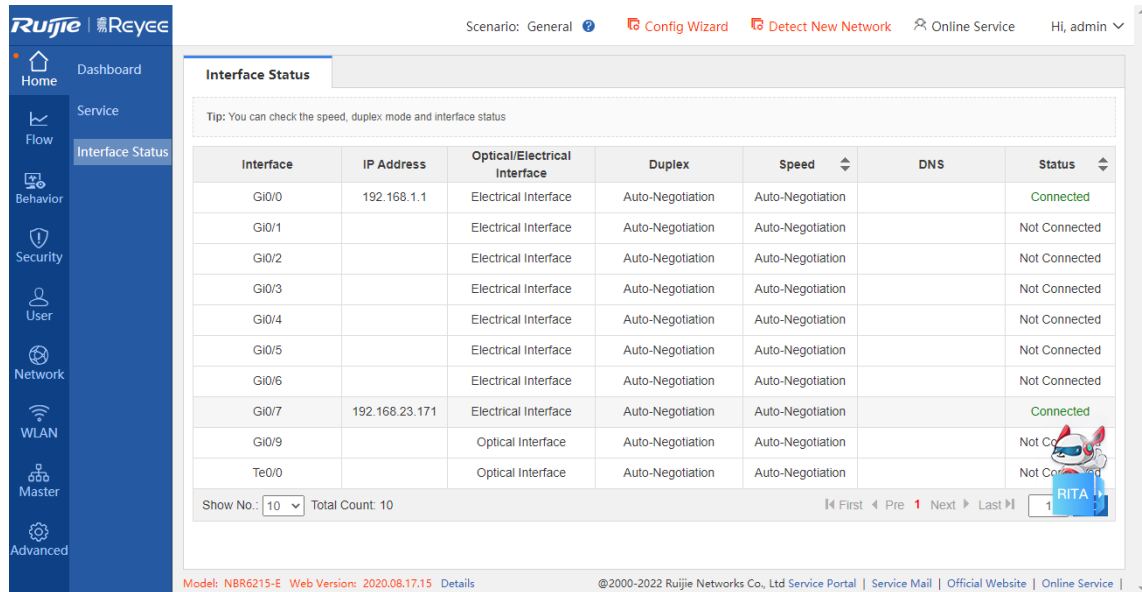 Ruijie | Reyee Scenario: General ? Config Wizard Detect New Network Online Service Hi, admin
Home
Flow
Behavior
Security
User
Network
WLAN
Master
Advanced
Dashboard
Service
Interface Status
Interface Status
Tip: You can check the speed, duplex mode and interface status
Interface IP Address Optical/Electrical Interface Duplex Speed DNS Status
Gi0/0 192.168.1.1 Electrical Interface Auto-Negotiation Auto-Negotiation Connected
Gi0/1 Electrical Interface Auto-Negotiation Auto-Negotiation Not Connected
Gi0/2 Electrical Interface Auto-Negotiation Auto-Negotiation Not Connected
Gi0/3 Electrical Interface Auto-Negotiation Auto-Negotiation Not Connected
Gi0/4 Electrical Interface Auto-Negotiation Auto-Negotiation Not Connected
Gi0/5 Electrical Interface Auto-Negotiation Auto-Negotiation Not Connected
Gi0/6 Electrical Interface Auto-Negotiation Auto-Negotiation Not Connected
Gi0/7 192.168.23.171 Electrical Interface Auto-Negotiation Auto-Negotiation Connected
Gi0/9 Optical Interface Auto-Negotiation Auto-Negotiation Not
Te0/0 Optical Interface Auto-Negotiation Auto-Negotiation Not
RITA
Show No.: 10 Total Count: 10 First Pre 1 Next Last 1
Model: NBR6215-E Web Version: 2020.08.17.15 Details @2000-2022 Ruijie Networks Co., Ltd Service Portal | Service Mail | Official Website | Online Service |